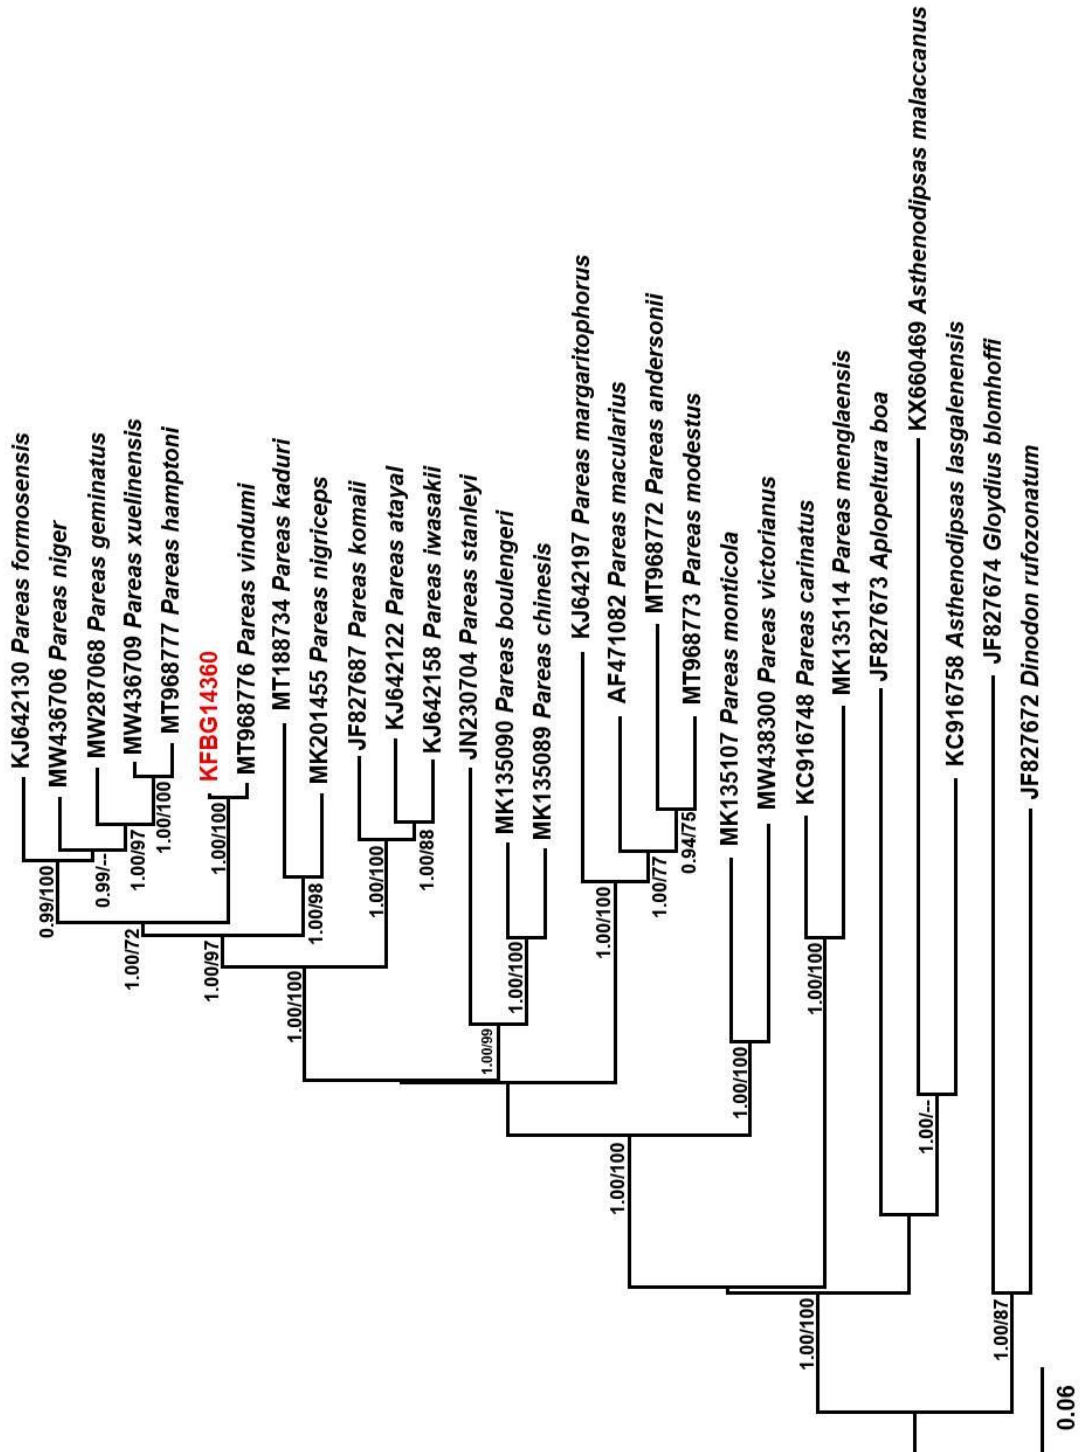 KJ642130 Pareas formosensis
MW436706 Pareas niger
MW287068 Pareas geminatus
MW436709 Pareas xuelinensis
MT968777 Pareas hamptoni
KFBG14360
MT968776 Pareas vindumi
MT188734 Pareas kaduri
MK201455 Pareas nigriceps
JF827687 Pareas komaii
KJ642122 Pareas atayal
KJ642158 Pareas iwasakii
JN230704 Pareas stanleyi
MK135090 Pareas boulengeri
MK135089 Pareas chinesis
KJ642197 Pareas margaritophorus
AF471082 Pareas macularius
MT968772 Pareas andersonii
MT968773 Pareas modestus
MK135107 Pareas monticola
MW438300 Pareas victorianus
KC916748 Pareas carinatus
MK135114 Pareas menglaensis
JF827673 Aplopeltura boa
KX660469 Asthenodipsas malaccanus
KC916758 Asthenodipsas lasgalenensis
JF827674 Gloydius blomhoffi
JF827672 Dinodon rufozonatum
0.99/100
0.99/--
1.00/97
1.00/100
1.00/100
1.00/72
1.00/97
1.00/98
1.00/100
1.00/100
1.00/88
1.00/99
1.00/100
1.00/100
1.00/77
0.94/75
1.00/100
1.00/100
1.00/100
1.00/100
1.00/--
1.00/87
0.06